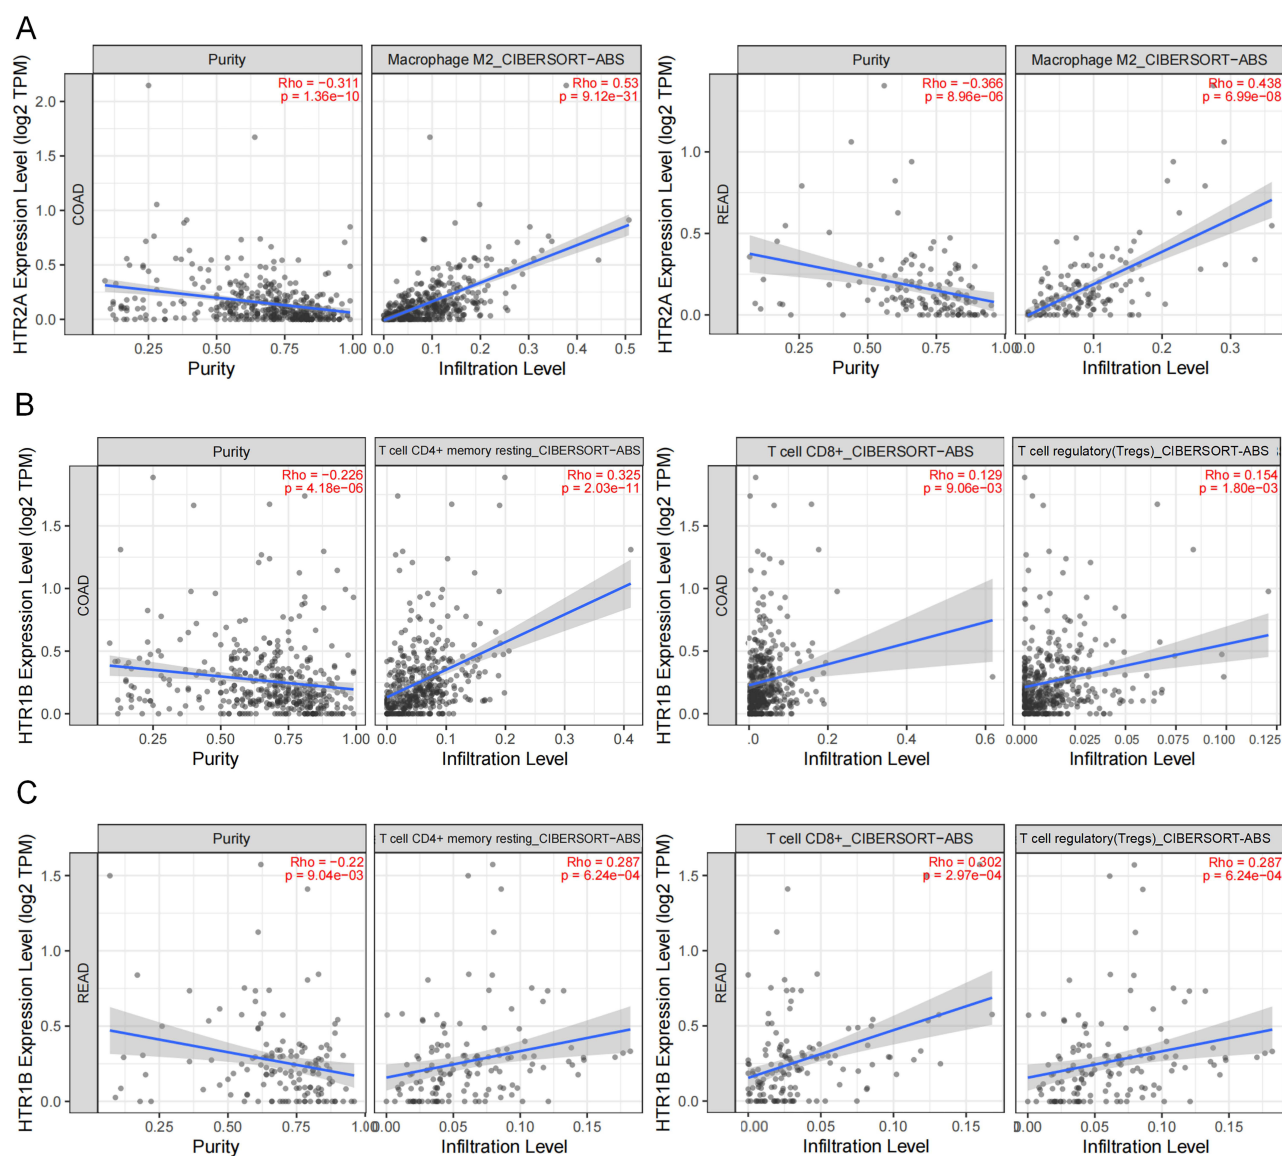 A
Purity
Macrophage M2_CIBERSORT−ABS
Purity
Macrophage M2_CIBERSORT−ABS
HTR2A Expression Level (log2 TPM)
COAD
Rho = −0.311
p = 1.36e−10
Rho = 0.53
p = 9.12e−31
2.0
1.5
1.0
0.5
0.0
0.25
0.50
0.75
1.00
0.0
0.1
0.2
0.3
0.4
0.5
Purity
Infiltration Level
HTR2A Expression Level (log2 TPM)
READ
Rho = −0.366
p = 8.96e−06
Rho = 0.438
p = 6.99e−08
1.0
0.5
0.0
0.25
0.50
0.75
1.00
0.1
0.2
0.3
Purity
Infiltration Level
B
Purity
T cell CD4+ memory resting_CIBERSORT−ABS
T cell CD8+_CIBERSORT−ABS
T cell regulatory(Tregs)_CIBERSORT−ABS
HTR1B Expression Level (log2 TPM)
COAD
Rho = −0.226
p = 4.18e−06
Rho = 0.325
p = 2.03e−11
1.5
1.0
0.5
0.0
0.25
0.50
0.75
1.00
0.0
0.2
0.4
Purity
Infiltration Level
HTR1B Expression Level (log2 TPM)
COAD
Rho = 0.129
p = 9.06e−03
Rho = 0.154
p = 1.80e−03
1.5
1.0
0.5
0.0
.0
0.2
0.4
0.6
0.000
0.025
0.050
0.075
0.100
0.125
Infiltration Level
Infiltration Level
C
Purity
T cell CD4+ memory resting_CIBERSORT−ABS
T cell CD8+_CIBERSORT−ABS
T cell regulatory(Tregs)_CIBERSORT−ABS
HTR1B Expression Level (log2 TPM)
READ
Rho = −0.22
p = 9.04e−03
Rho = 0.287
p = 6.24e−04
1.5
1.0
0.5
0.0
0.25
0.50
0.75
1.00
0.00
0.05
0.10
0.15
Purity
Infiltration Level
HTR1B Expression Level (log2 TPM)
READ
Rho = 0.302
p = 2.97e−04
Rho = 0.287
p = 6.24e−04
1.5
1.0
0.5
0.0
0.00
0.05
0.10
0.15
0.00
0.05
0.10
0.15
Infiltration Level
Infiltration Level